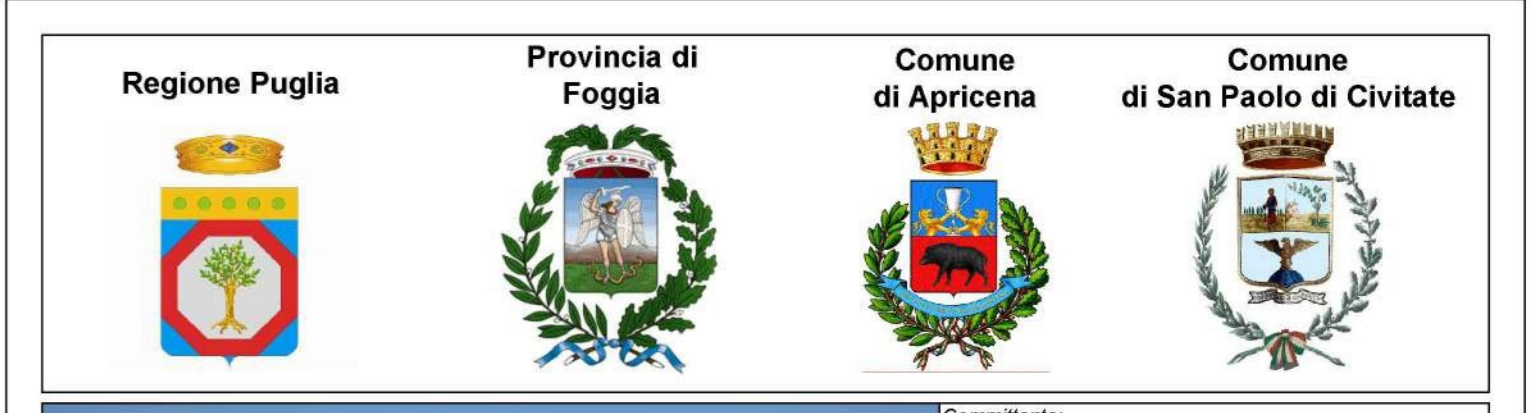 Regione Puglia
Provincia di
Foggia
Comune
di Apricena
Comune
di San Paolo di Civitate
Committente: